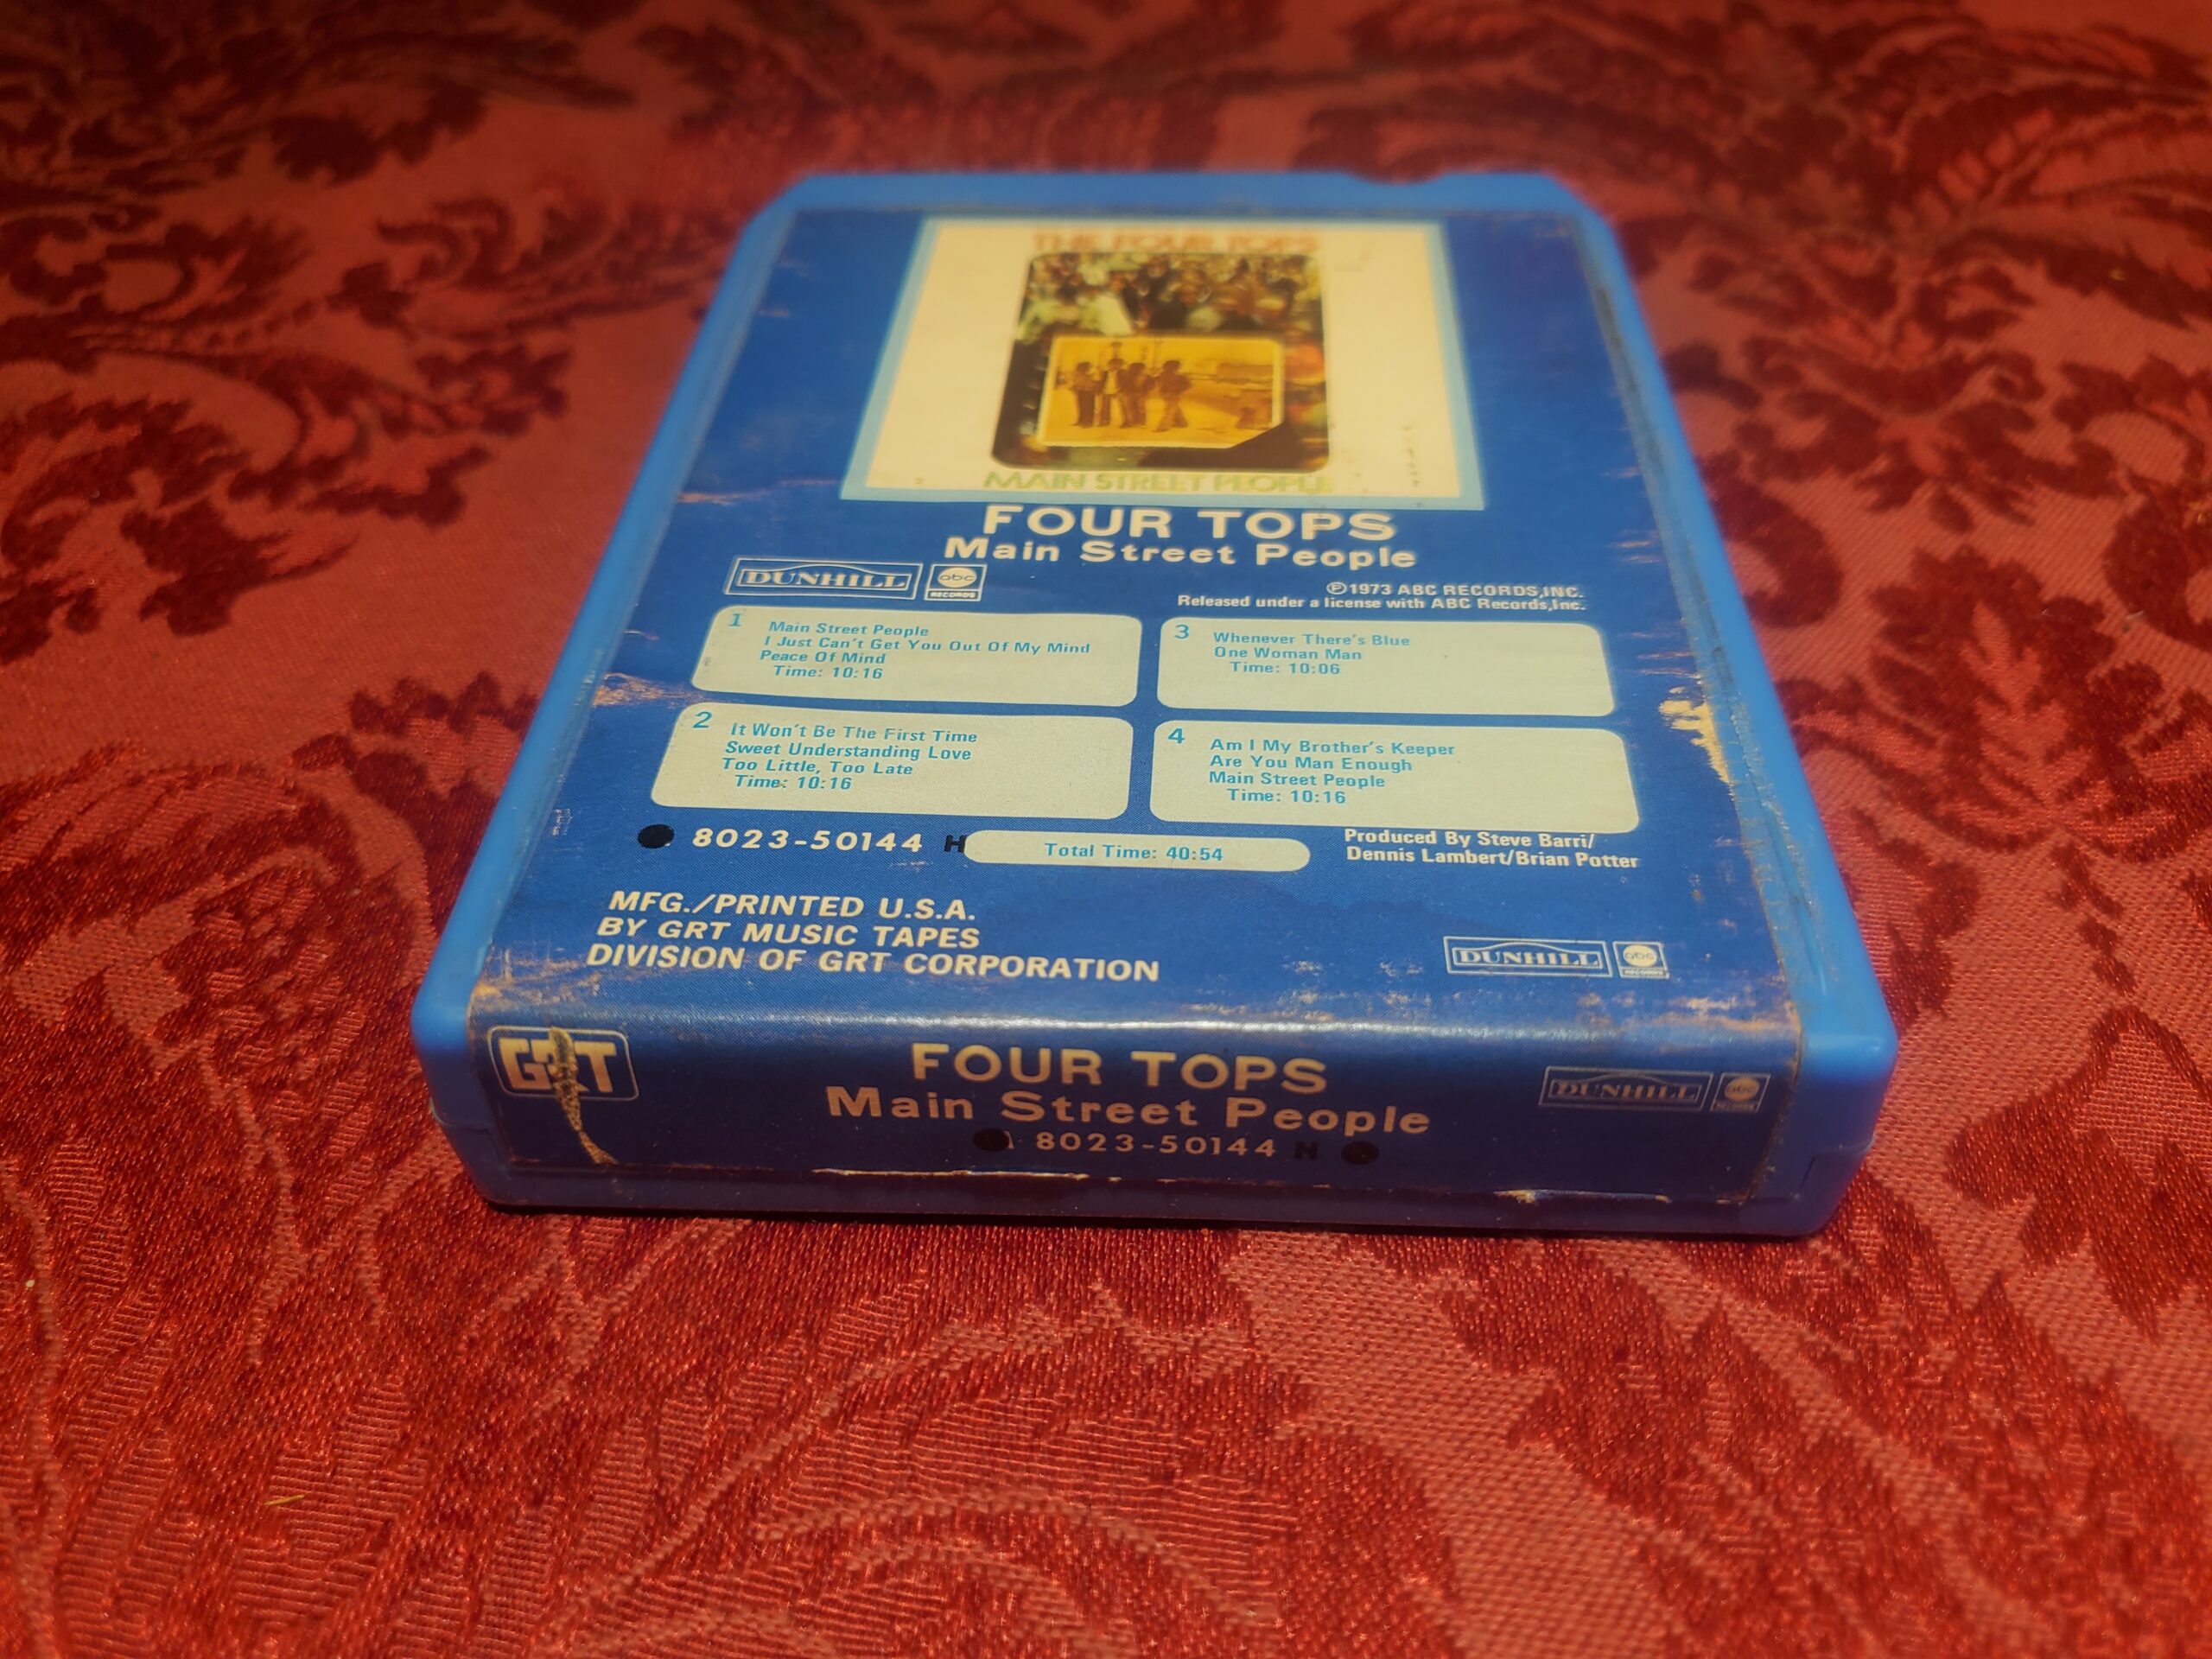 THE FOUR TOPS
MAIN STREET PEOPLE
FOUR TOPS
Main Street People
DUNHILL
abc
RECORDS
Ⓟ1973 ABC RECORDS,INC.
Released under a license with ABC Records,Inc.
1
Main Street People
I Just Can't Get You Out Of My Mind
Peace Of Mind
Time: 10:16
2
It Won't Be The First Time
Sweet Understanding Love
Too Little, Too Late
Time: 10:16
3
Whenever There's Blue
One Woman Man
Time: 10:06
4
Am I My Brother's Keeper
Are You Man Enough
Main Street People
Time: 10:16
8023-50144 H
Total Time: 40:54
Produced By Steve Barri/
Dennis Lambert/Brian Potter
MFG./PRINTED U.S.A.
BY GRT MUSIC TAPES
DIVISION OF GRT CORPORATION
DUNHILL
abc
RECORDS
GRT
FOUR TOPS
Main Street People
8023-50144 H
DUNHILL
abc
RECORDS